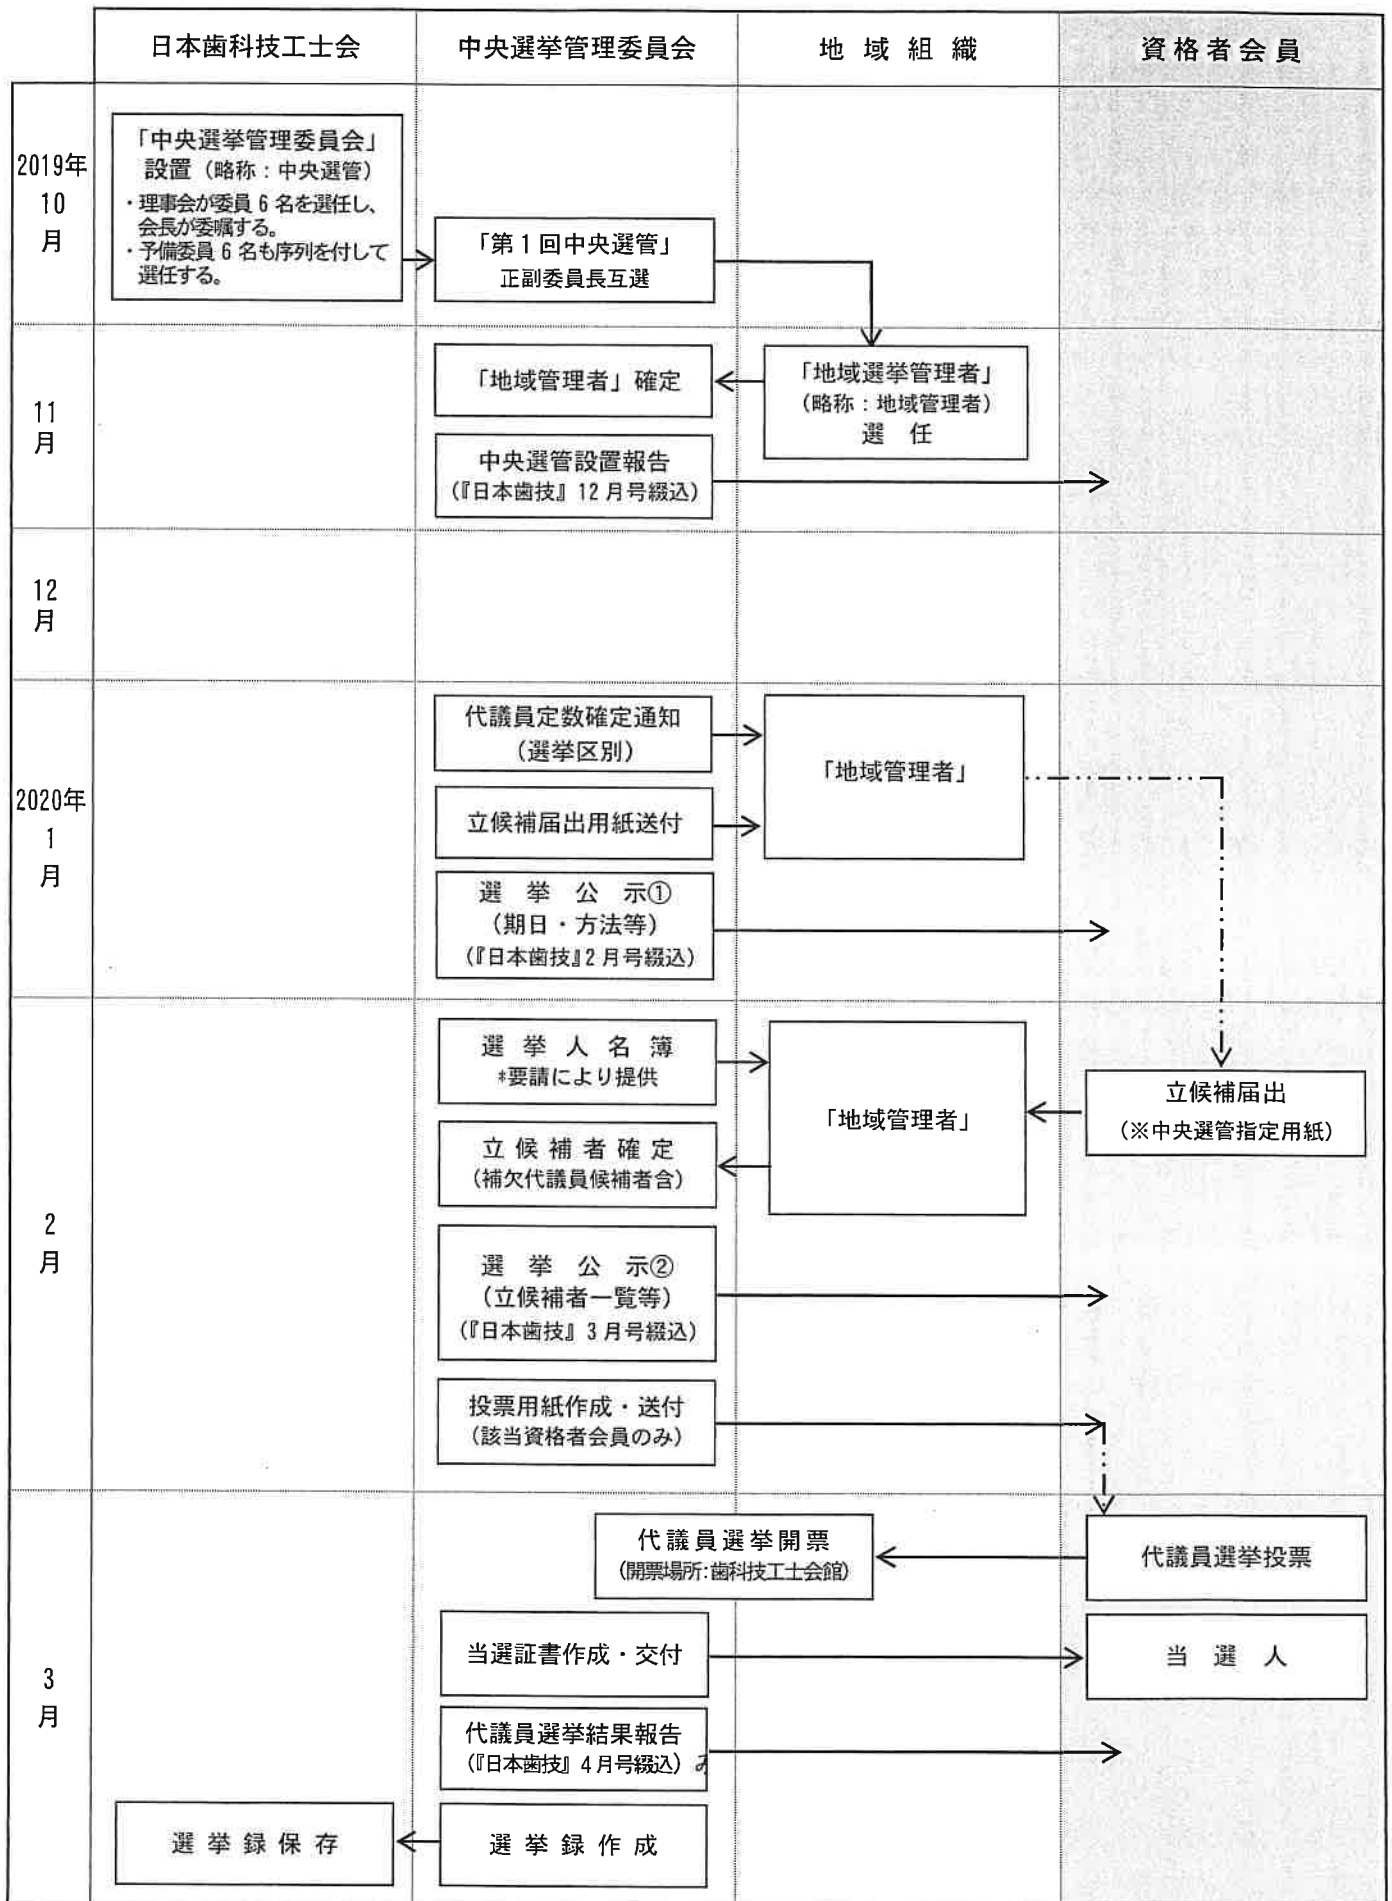 日本歯科技工士会
中央選挙管理委員会
地域組織
資格者会員
2019年
10
月
「中央選挙管理委員会」
設置（略称：中央選管）
・理事会が委員6名を選任し、
会長が委嘱する。
・予備委員6名も序列を付して
選任する。
「第1回中央選管」
正副委員長互選
11
月
「地域管理者」確定
「地域選挙管理者」
（略称：地域管理者）
選　任
中央選管設置報告
（『日本歯技』12月号綴込）
12
月
2020年
1
月
代議員定数確定通知
（選挙区別）
「地域管理者」
立候補届出用紙送付
選　挙　公　示①
（期日・方法等）
（『日本歯技』2月号綴込）
2
月
選 挙 人 名 簿
*要請により提供
「地域管理者」
立候補届出
（※中央選管指定用紙）
立候補者確定
（補欠代議員候補者含）
選　挙　公　示②
（立候補者一覧等）
（『日本歯技』3月号綴込）
投票用紙作成・送付
（該当資格者会員のみ）
3
月
代議員選挙開票
（開票場所：歯科技工士会館）
代議員選挙投票
当選証書作成・交付
当　選　人
代議員選挙結果報告
（『日本歯技』4月号綴込）
選挙録保存
選挙録作成